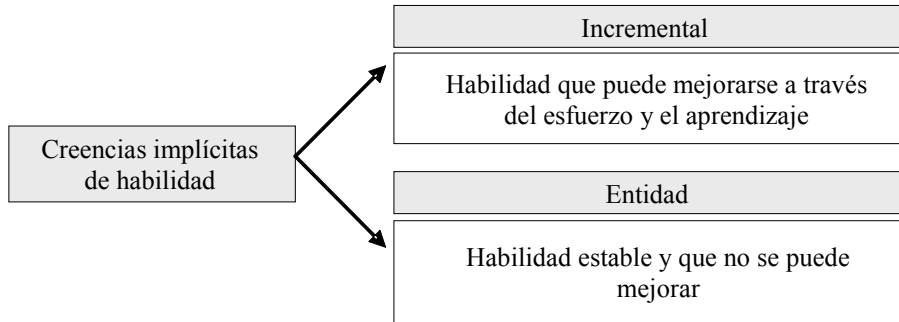 Creencias implícitas
de habilidad
Incremental
Habilidad que puede mejorarse a través
del esfuerzo y el aprendizaje
Entidad
Habilidad estable y que no se puede
mejorar